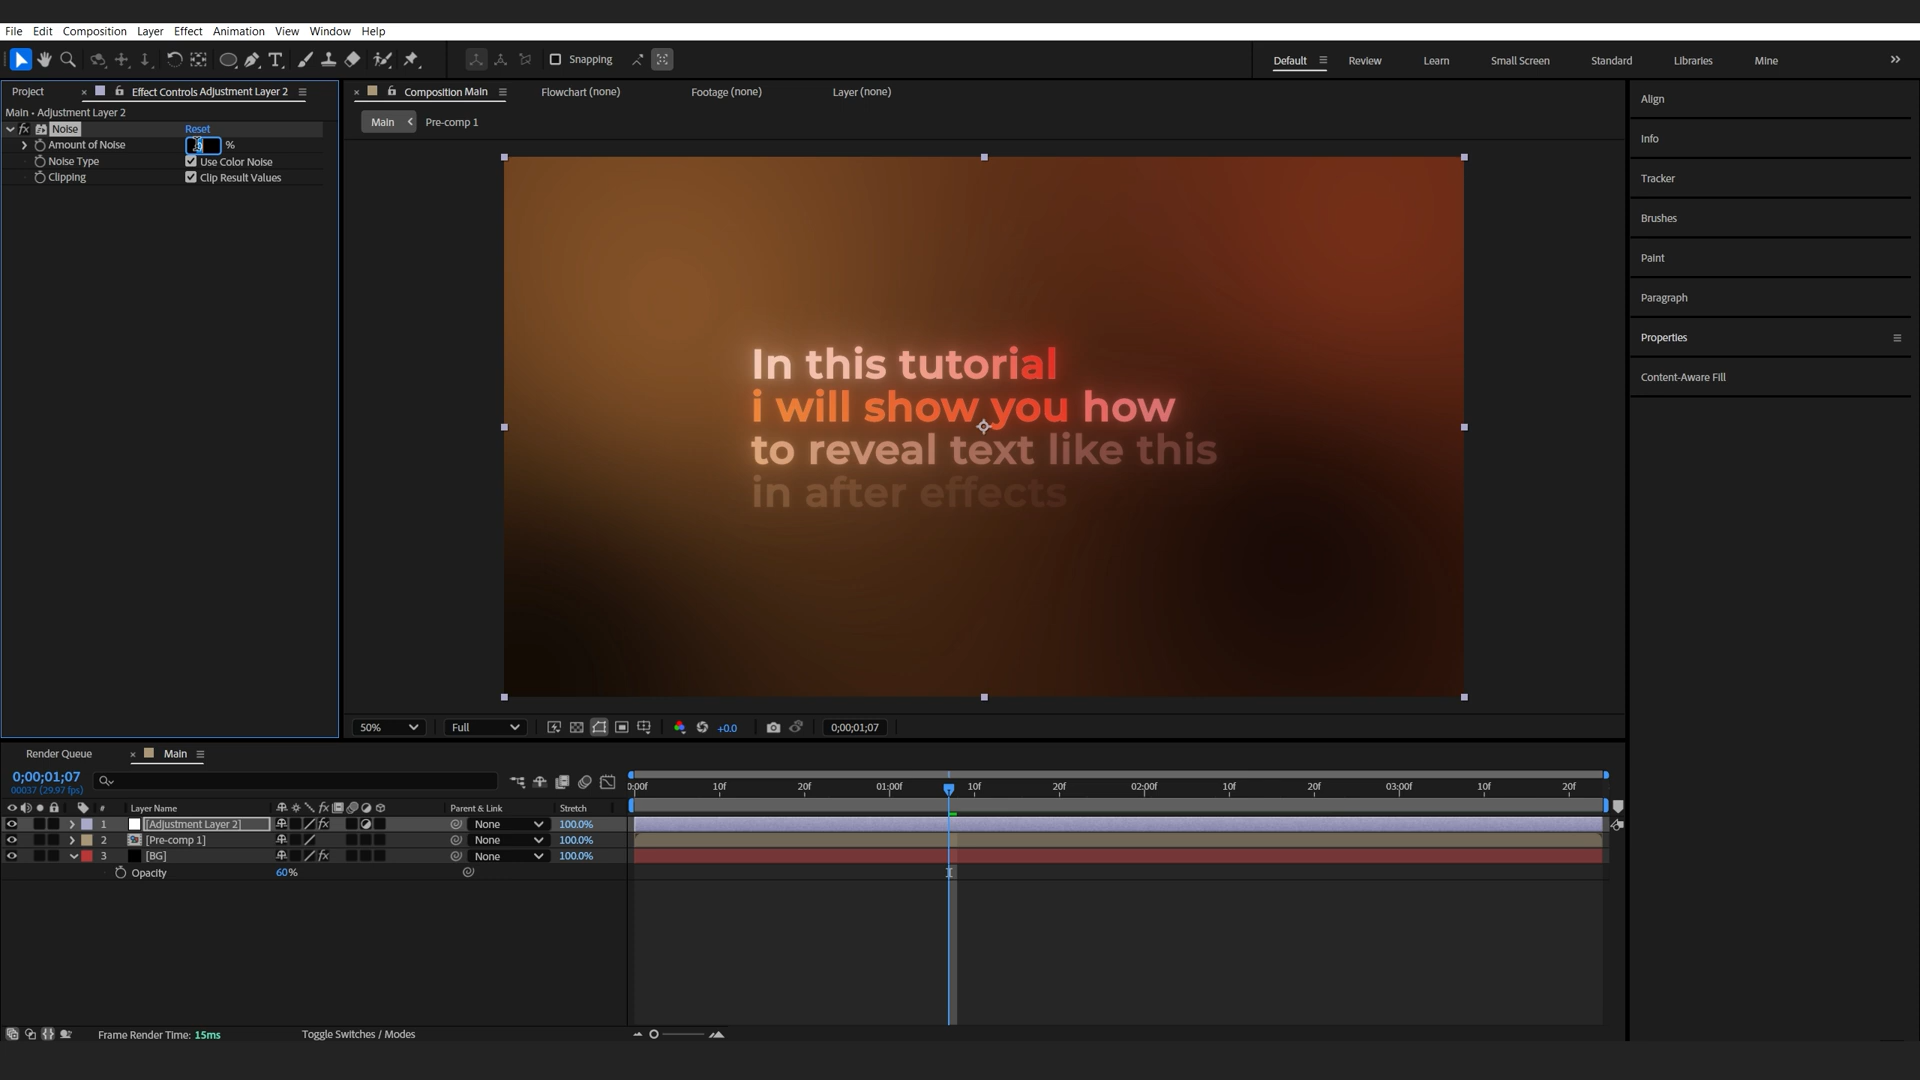 File Edit Composition Layer Effect Animation View Window Help
Snapping
Default Review Learn Small Screen Standard Libraries Mine
Project Effect Controls Adjustment Layer 2
Main • Adjustment Layer 2
fx Noise Reset
Amount of Noise %
Noise Type Use Color Noise
Clipping Clip Result Values
Composition Main Flowchart (none) Footage (none) Layer (none)
Main Pre-comp 1
In this tutorial
i will show you how
to reveal text like this
in after effects
50% Full +0.0 0;00;01;07
Align
Info
Tracker
Brushes
Paint
Paragraph
Properties
Content-Aware Fill
Render Queue Main
0;00;01;07
00037 (29.97 fps)
# Layer Name fx Parent & Link Stretch
1 [Adjustment Layer 2] fx None 100.0%
2 [Pre-comp 1] None 100.0%
3 [BG] fx None 100.0%
Opacity 60%
0:00f 10f 20f 01:00f 10f 20f 02:00f 10f 20f 03:00f 10f 20f
Frame Render Time: 15ms Toggle Switches / Modes